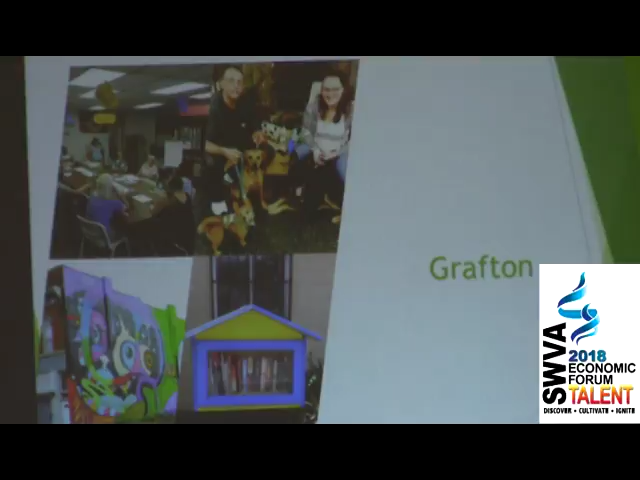 Grafton
SWVA
2018
ECONOMIC
FORUM
TALENT
DISCOVER • CULTIVATE • IGNITE